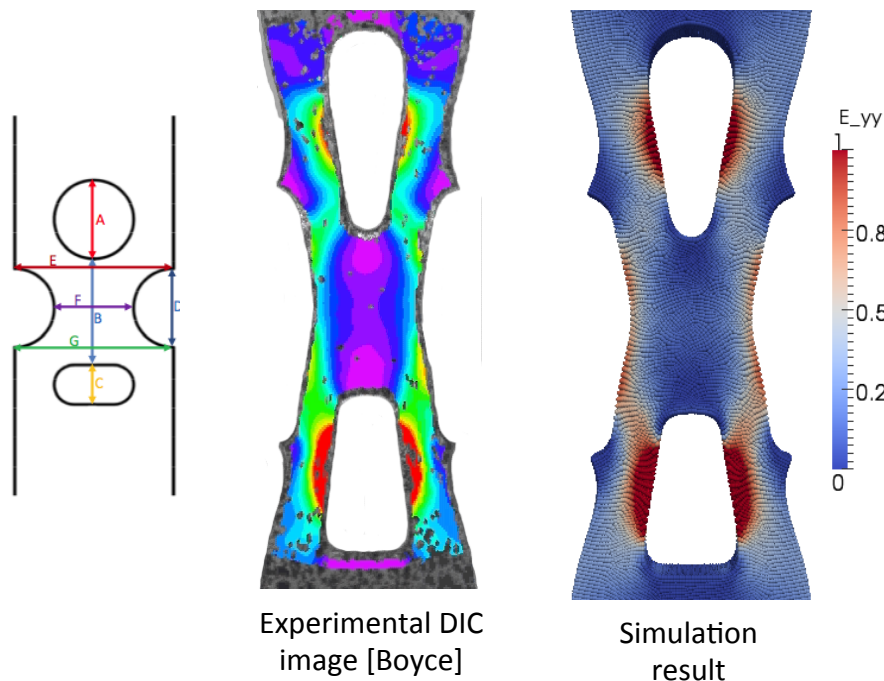 A
E
F
D
B
G
C
E_yy
1
0.8
0.5
0.2
0
Experimental DIC
image [Boyce]
Simulation
result